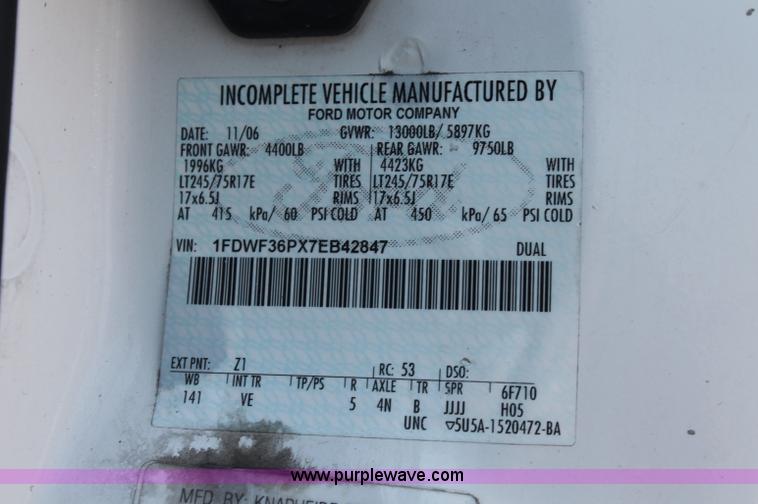 INCOMPLETE VEHICLE MANUFACTURED BY
FORD MOTOR COMPANY
DATE: 11/06 GVWR: 13000LB/ 5897KG
FRONT GAWR: 4400LB REAR GAWR: 9750LB
1996KG WITH 4423KG WITH
LT245/75R17E TIRES LT245/75R17E TIRES
17x6.5J RIMS 17x6.5J RIMS
AT 415 kPa/ 60 PSI COLD AT 450 kPa/ 65 PSI COLD
VIN: 1FDWF36PX7EB42847 DUAL
EXT PNT: Z1 RC: 53 DSO:
WB INT TR TP/PS R AXLE TR SPR 6F710
141 VE 5 4N B JJJJ H05
UNC ▽5U5A-1520472-BA
www.purplewave.com
MFD BY: